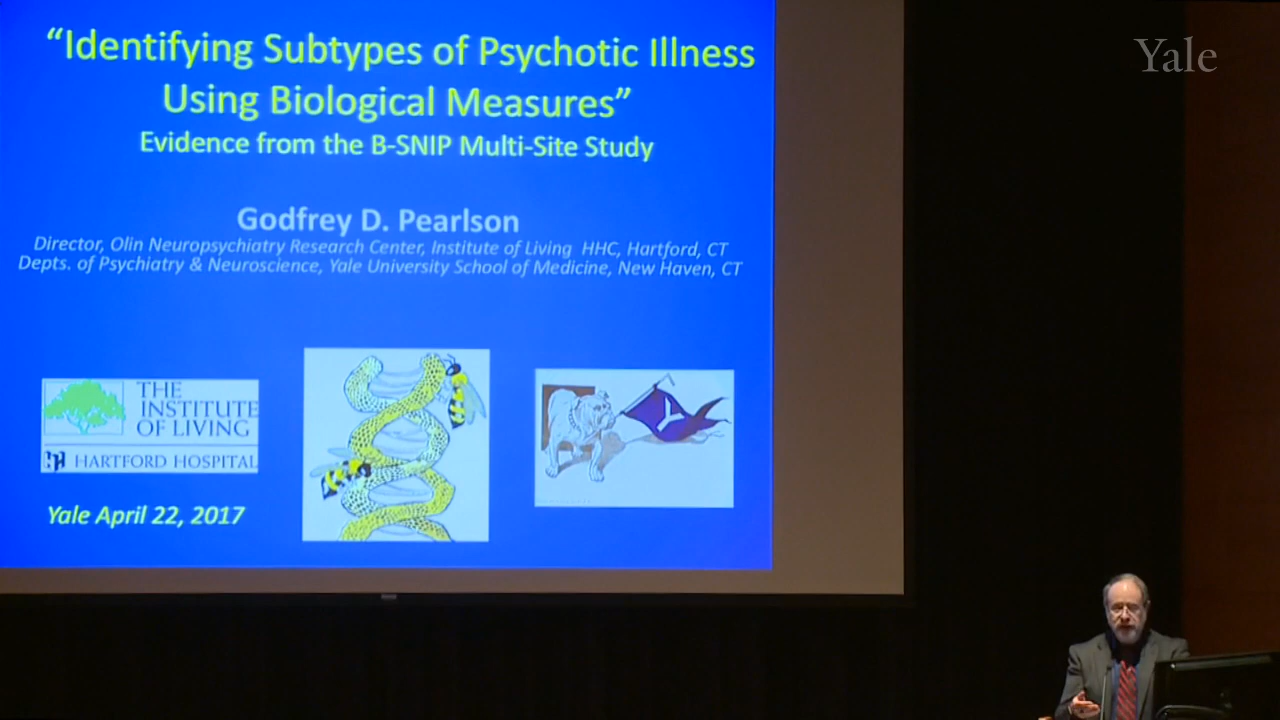 “Identifying Subtypes of Psychotic Illness
Using Biological Measures”
Evidence from the B-SNIP Multi-Site Study
Godfrey D. Pearlson
Director, Olin Neuropsychiatry Research Center, Institute of Living HHC, Hartford, CT
Depts. of Psychiatry & Neuroscience, Yale University School of Medicine, New Haven, CT
THE
INSTITUTE
OF LIVING
HARTFORD HOSPITAL
Y
Yale April 22, 2017
Yale